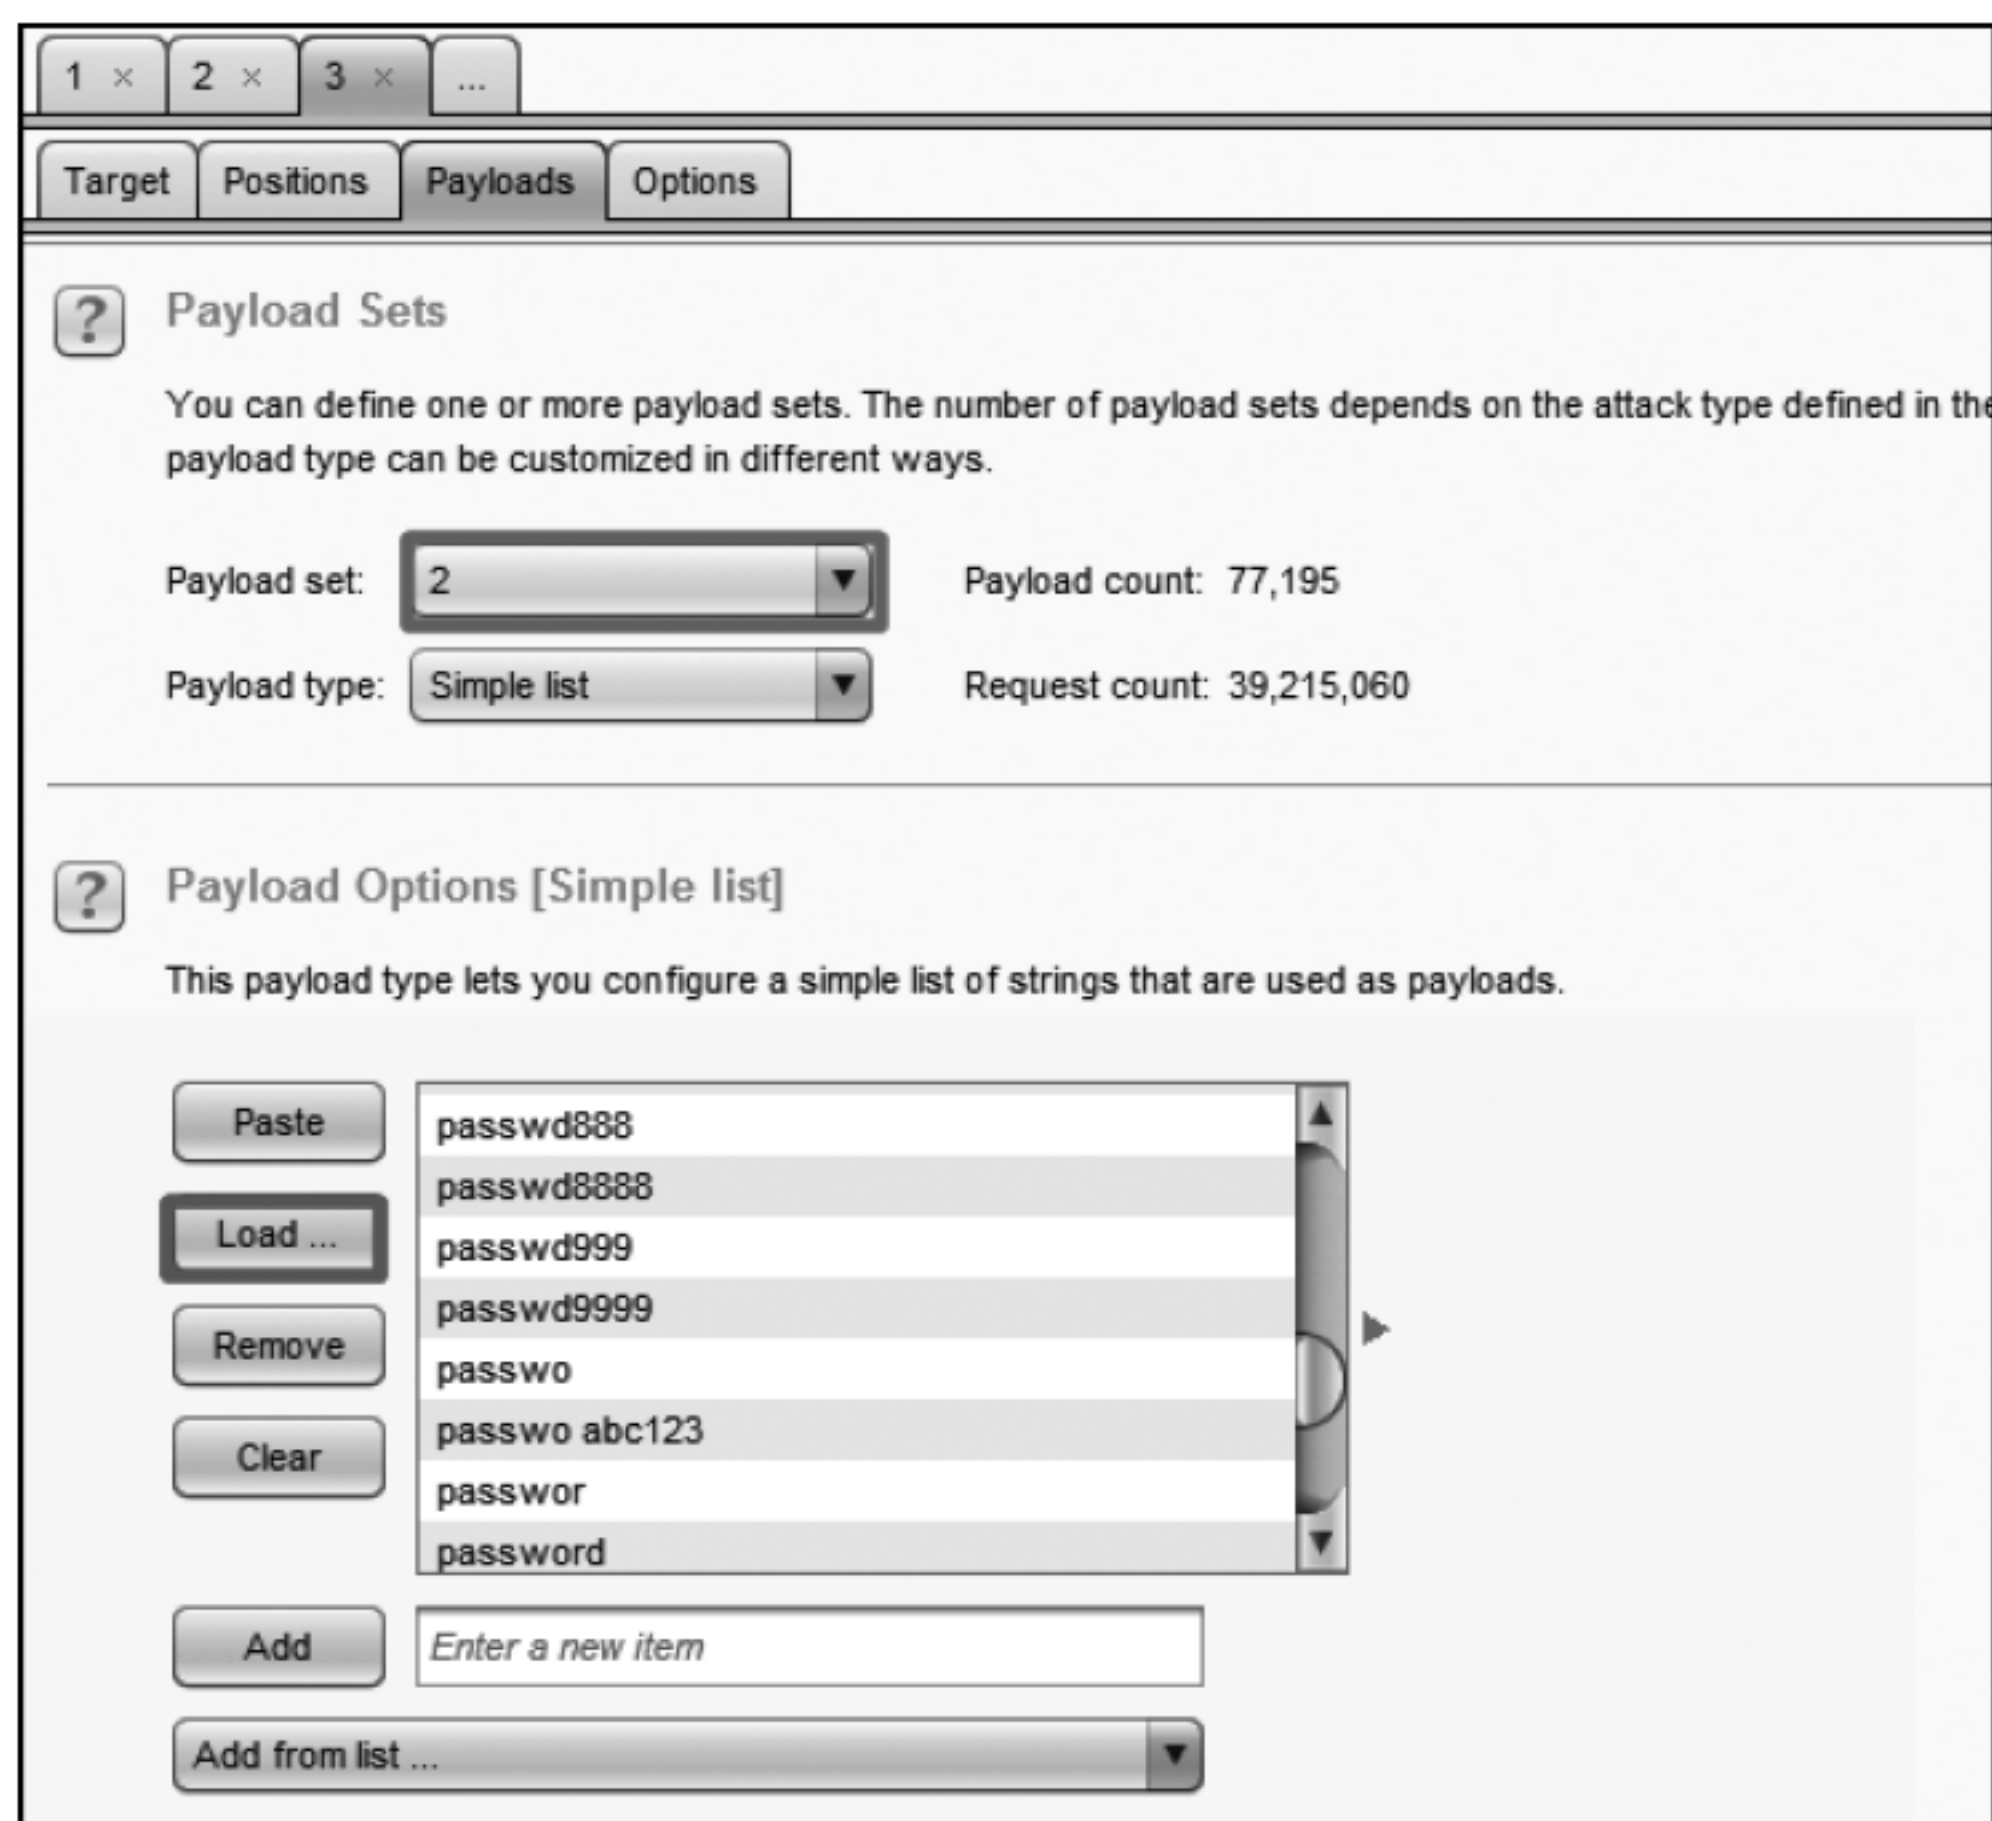 1 × 2 × 3 × ...
Target Positions Payloads Options
? Payload Sets
You can define one or more payload sets. The number of payload sets depends on the attack type defined in the
payload type can be customized in different ways.
Payload set: 2 Payload count: 77,195
Payload type: Simple list Request count: 39,215,060
? Payload Options [Simple list]
This payload type lets you configure a simple list of strings that are used as payloads.
Paste
Load ...
Remove
Clear
passwd888
passwd8888
passwd999
passwd9999
passwo
passwo abc123
passwor
password
Add Enter a new item
Add from list ...